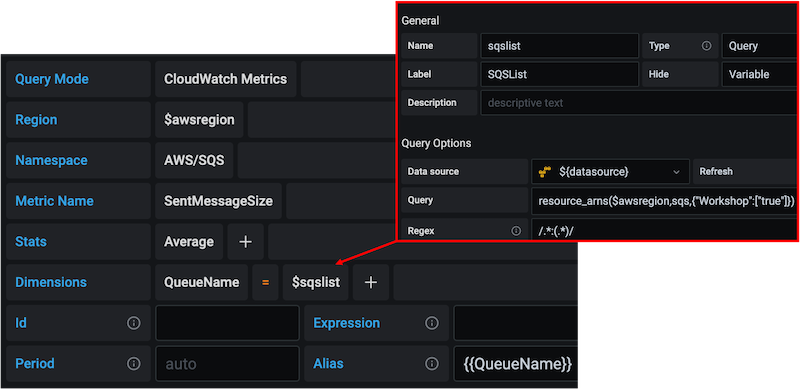 General
Name sqslist Type Query
Label SQSList Hide Variable
Description descriptive text
Query Options
Data source ${datasource} Refresh
Query resource_arns($awsregion,sqs,{"Workshop":["true"]})
Regex /.*:(.*)/
Query Mode CloudWatch Metrics
Region $awsregion
Namespace AWS/SQS
Metric Name SentMessageSize
Stats Average +
Dimensions QueueName = $sqslist +
Id Expression
Period auto Alias {{QueueName}}